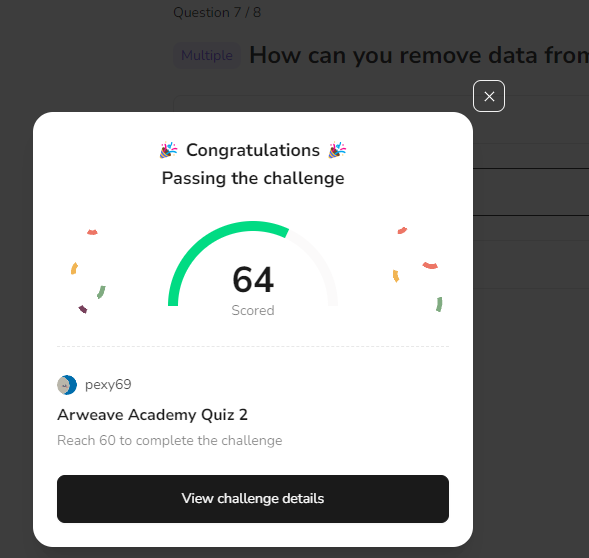 Question 7 / 8
Multiple How can you remove data from
Congratulations
Passing the challenge
64
Scored
pexy69
Arweave Academy Quiz 2
Reach 60 to complete the challenge
View challenge details